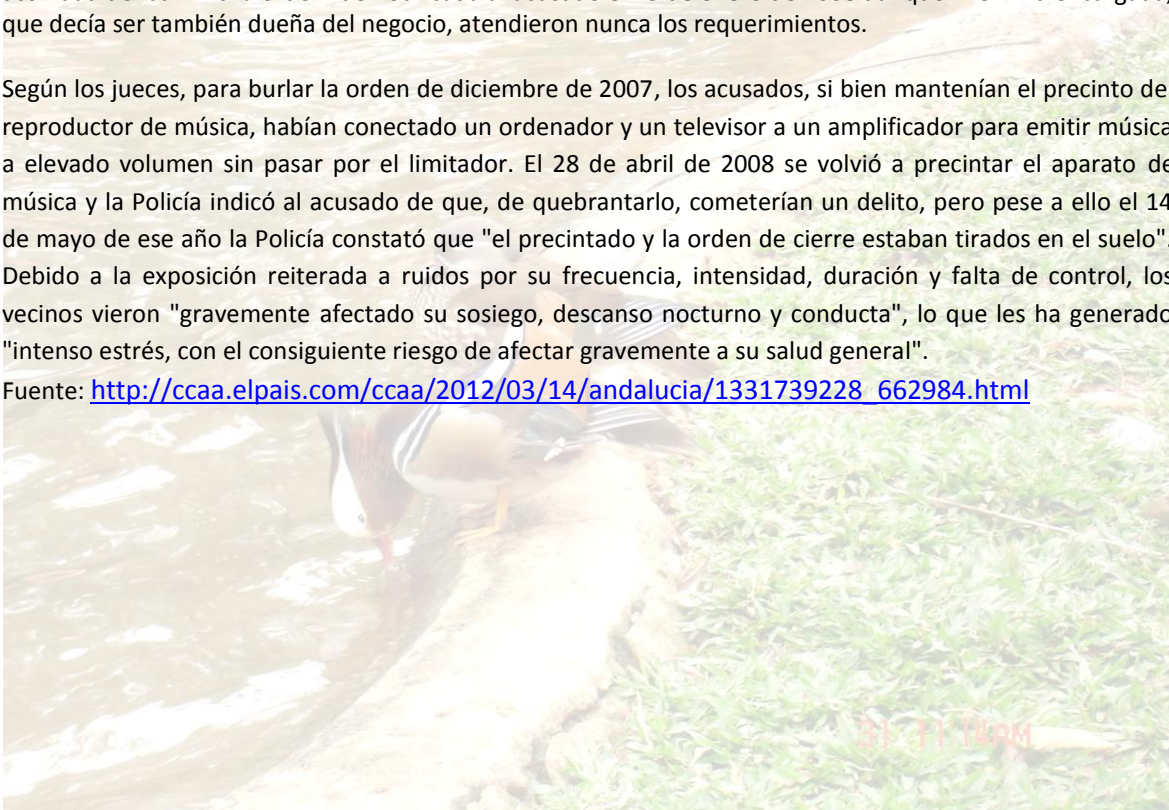 que decía ser también dueña del negocio, atendieron nunca los requerimientos.
Según los jueces, para burlar la orden de diciembre de 2007, los acusados, si bien mantenían el precinto de
reproductor de música, habían conectado un ordenador y un televisor a un amplificador para emitir música
a elevado volumen sin pasar por el limitador. El 28 de abril de 2008 se volvió a precintar el aparato de
música y la Policía indicó al acusado de que, de quebrantarlo, cometerían un delito, pero pese a ello el 14
de mayo de ese año la Policía constató que "el precintado y la orden de cierre estaban tirados en el suelo".
Debido a la exposición reiterada a ruidos por su frecuencia, intensidad, duración y falta de control, los
vecinos vieron "gravemente afectado su sosiego, descanso nocturno y conducta", lo que les ha generado
"intenso estrés, con el consiguiente riesgo de afectar gravemente a su salud general".
Fuente: http://ccaa.elpais.com/ccaa/2012/03/14/andalucia/1331739228_662984.html